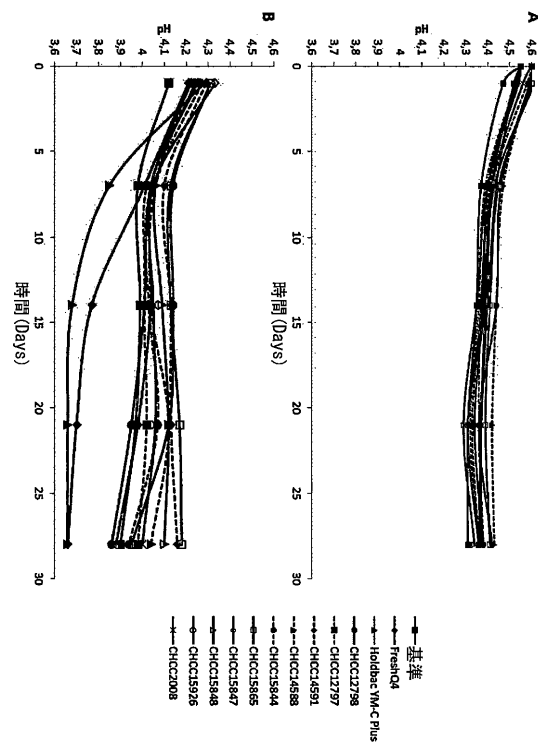 A
pH
4,6
4,5
4,4
4,3
4,2
4,1
4
3,9
3,8
3,7
3,6
0
5
10
15
20
25
30
時間(Days)
B
pH
4,6
4,5
4,4
4,3
4,2
4,1
4
3,9
3,8
3,7
3,6
0
5
10
15
20
25
30
時間(Days)
基準
FreshQ4
Holdbac YM-C Plus
CHCC12798
CHCC12797
CHCC14591
CHCC14588
CHCC15844
CHCC15865
CHCC15847
CHCC15848
CHCC15926
CHCC2008